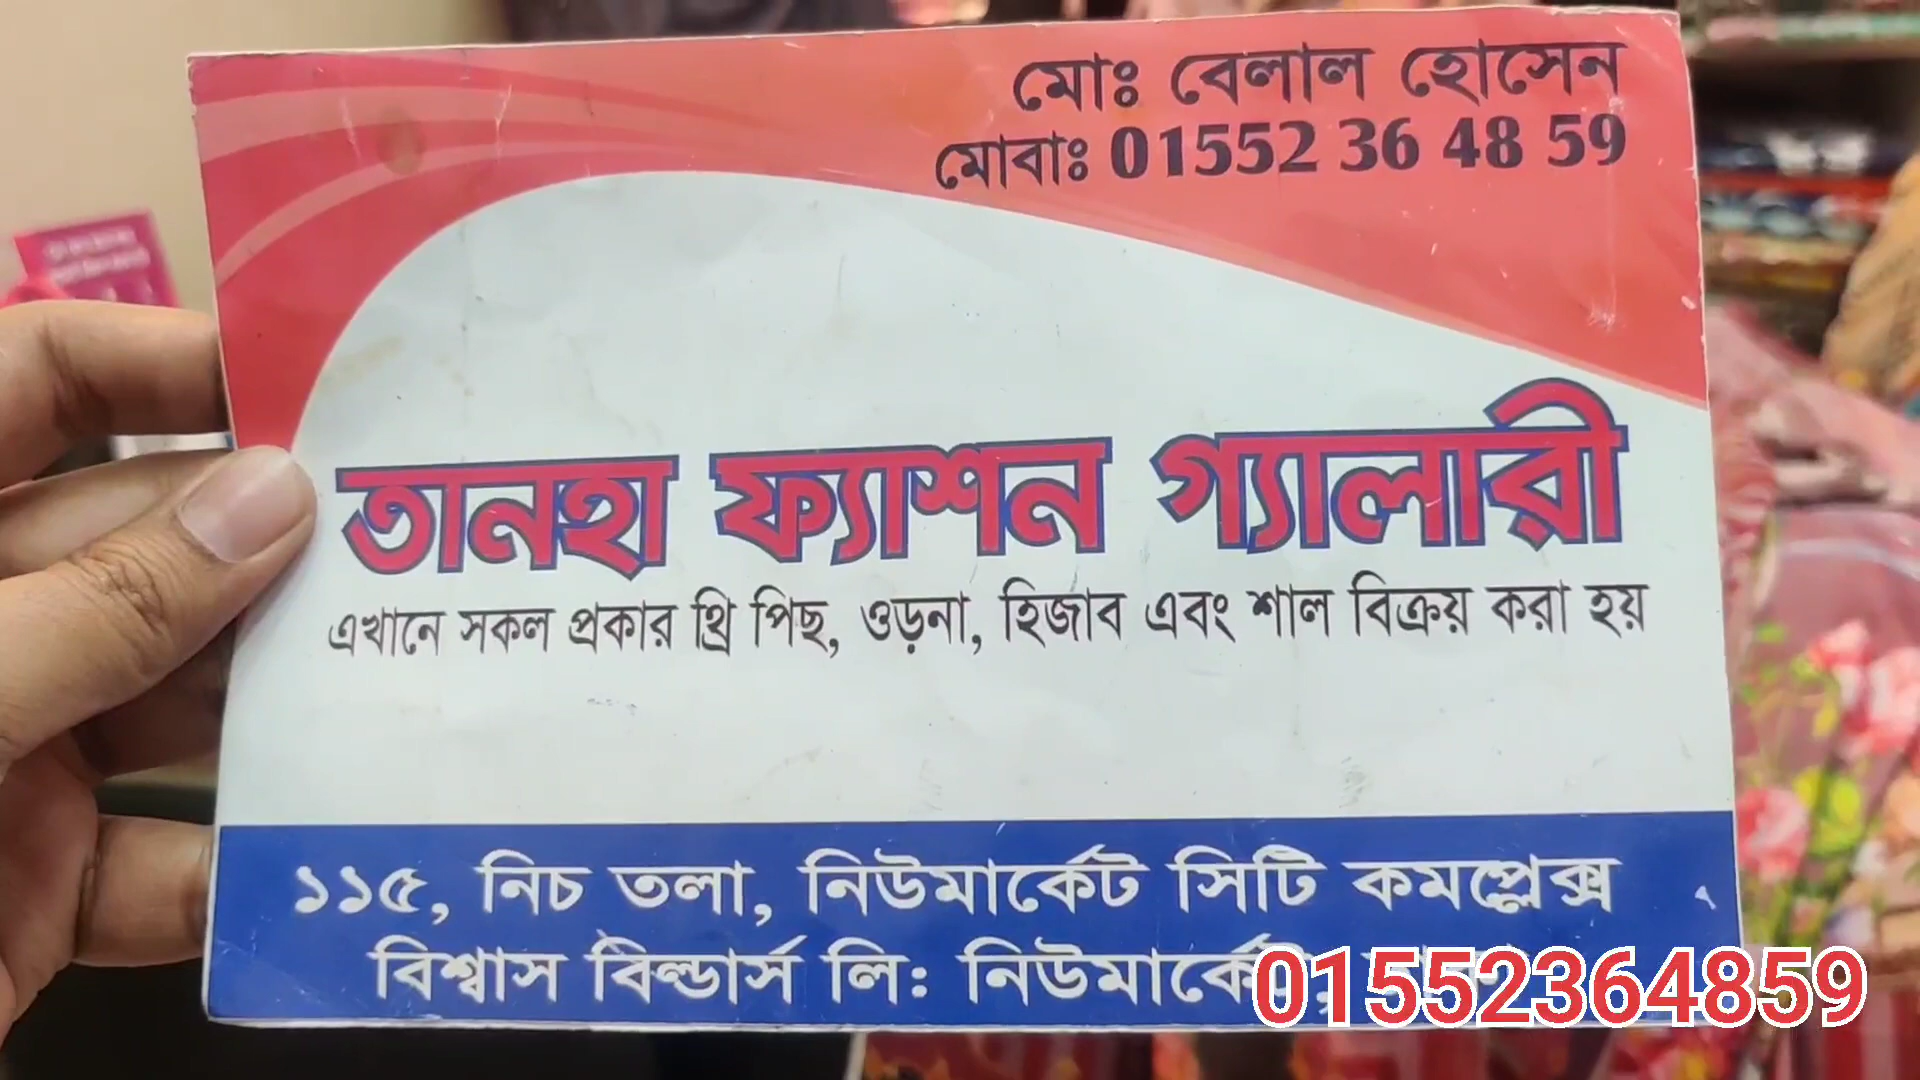 মোঃ বেলাল হোসেন
মোবাঃ 01552 36 48 59
তানহা ফ্যাশন গ্যালারী
এখানে সকল প্রকার থ্রি পিছ, ওড়না, হিজাব এবং শাল বিক্রয় করা হয়
১১৫, নিচ তলা, নিউমার্কেট সিটি কমপ্লেক্স
বিশ্বাস বিল্ডার্স লি: নিউমার্কেট,
01552364859